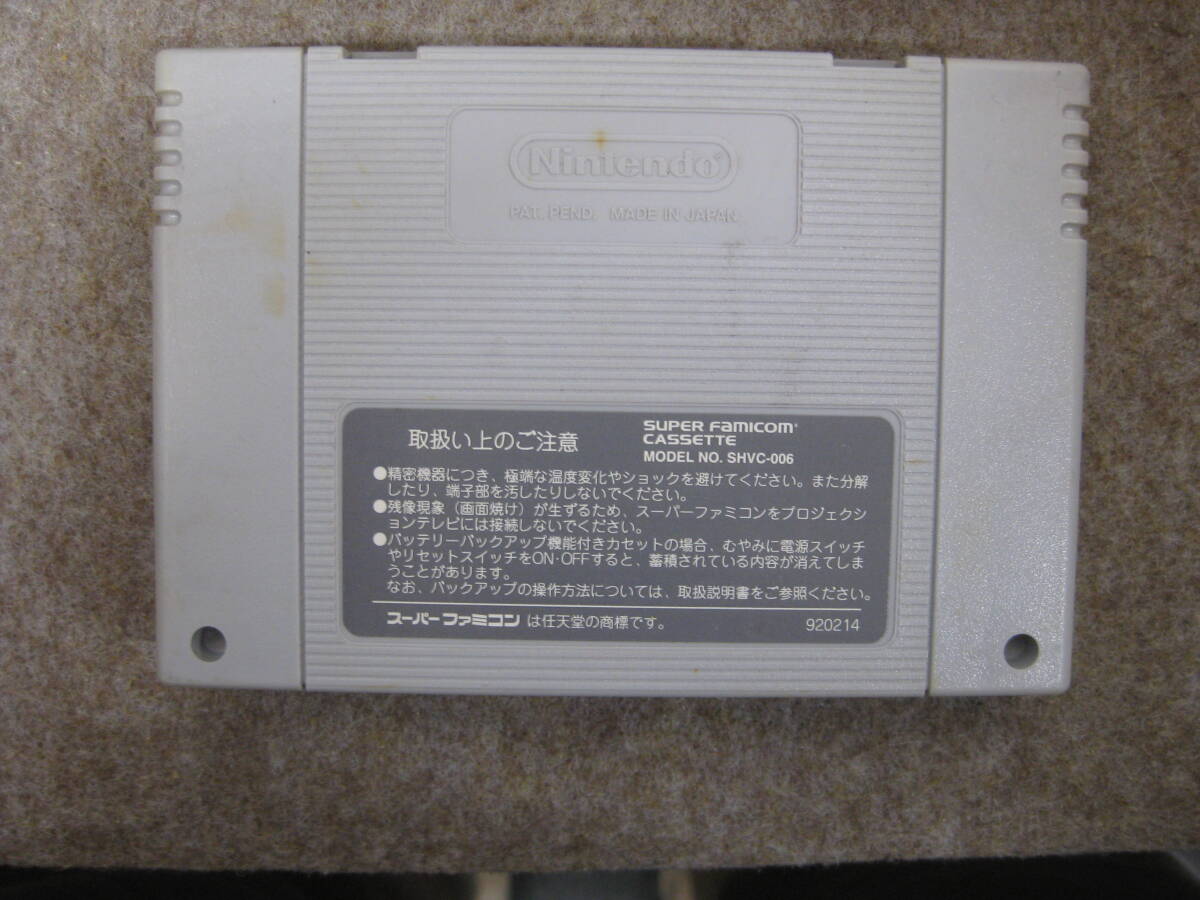 Nintendo®
PAT. PEND. MADE IN JAPAN
取扱い上のご注意
SUPER FAMICOM®
CASSETTE
MODEL NO. SHVC-006
●精密機器につき、極端な温度変化やショックを避けてください。また分解
したり、端子部を汚したりしないでください。
●残像現象（画面焼け）が生ずるため、スーパーファミコンをプロジェクシ
ョンテレビには接続しないでください。
●バッテリーバックアップ機能付きカセットの場合、むやみに電源スイッチ
やリセットスイッチをON･OFFすると、蓄積されている内容が消えてしま
うことがあります。
なお、バックアップの操作方法については、取扱説明書をご参照ください。
スーパーファミコン は任天堂の商標です。
920214